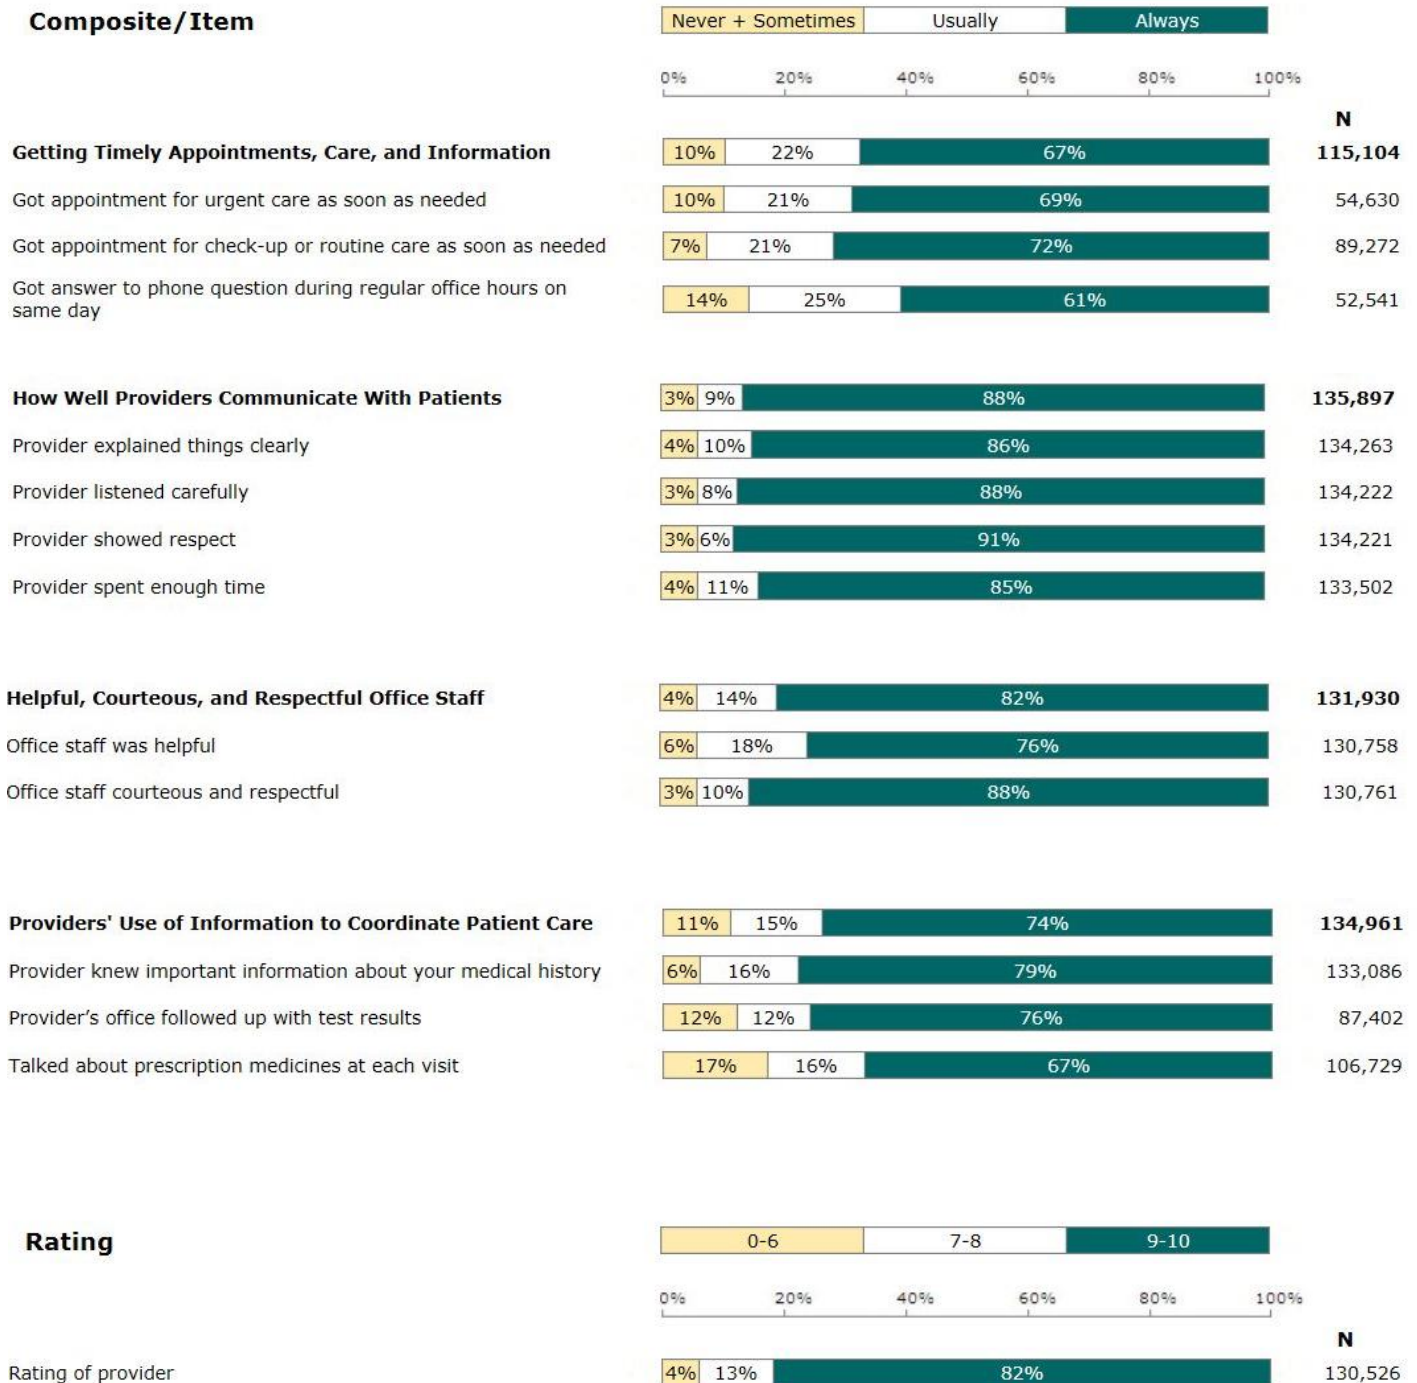 Composite/Item
Never + Sometimes Usually Always
0% 20% 40% 60% 80% 100%
N
Getting Timely Appointments, Care, and Information 10% 22% 67% 115,104
Got appointment for urgent care as soon as needed 10% 21% 69% 54,630
Got appointment for check-up or routine care as soon as needed 7% 21% 72% 89,272
Got answer to phone question during regular office hours on
same day 14% 25% 61% 52,541
How Well Providers Communicate With Patients 3% 9% 88% 135,897
Provider explained things clearly 4% 10% 86% 134,263
Provider listened carefully 3% 8% 88% 134,222
Provider showed respect 3% 6% 91% 134,221
Provider spent enough time 4% 11% 85% 133,502
Helpful, Courteous, and Respectful Office Staff 4% 14% 82% 131,930
Office staff was helpful 6% 18% 76% 130,758
Office staff courteous and respectful 3% 10% 88% 130,761
Providers' Use of Information to Coordinate Patient Care 11% 15% 74% 134,961
Provider knew important information about your medical history 6% 16% 79% 133,086
Provider’s office followed up with test results 12% 12% 76% 87,402
Talked about prescription medicines at each visit 17% 16% 67% 106,729
Rating
0-6 7-8 9-10
0% 20% 40% 60% 80% 100%
N
Rating of provider 4% 13% 82% 130,526